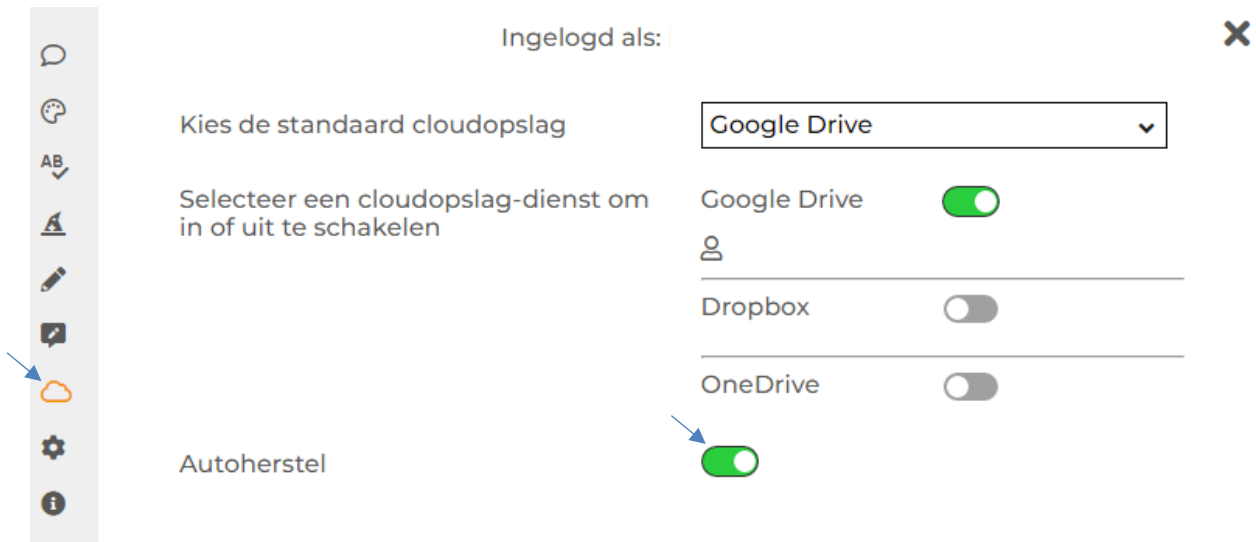 Ingelogd als:
Kies de standaard cloudopslag
Google Drive
AB
Selecteer een cloudopslag-dienst om
in of uit te schakelen
Google Drive
Dropbox
OneDrive
Autoherstel